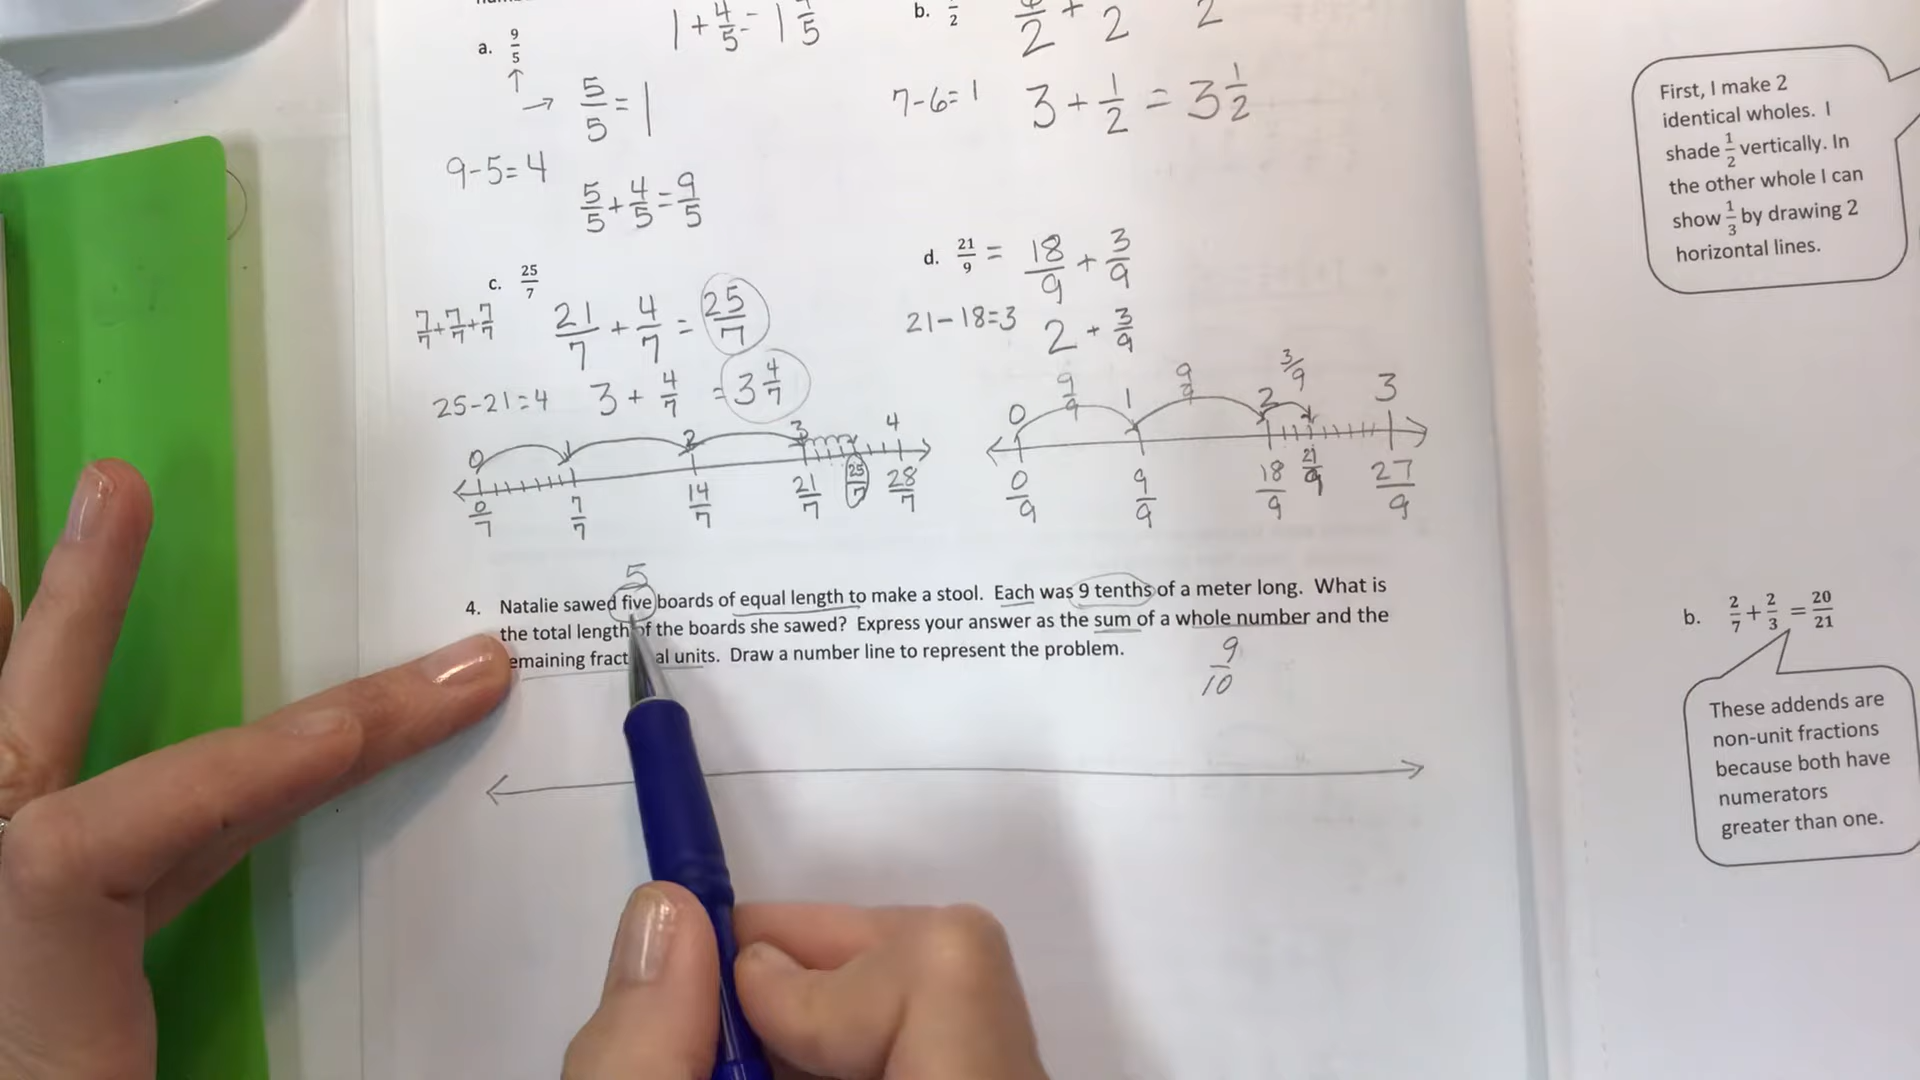 1 + 4/5 = 1 4/5
a. 9/5
→ 5/5 = 1
9-5=4
5/5 + 4/5 = 9/5
b.
7-6=1
3 + 1/2 = 3 1/2
c. 25/7
7/7+7/7+7/7
21/7 + 4/7 = 25/7
25-21=4
3 + 4/7 = 3 4/7
0 1 2 3 4
0/7 7/7 14/7 21/7 25/7 28/7
d. 21/9 = 18/9 + 3/9
21-18=3
2 + 3/9
9/9 9/9 3/9
0 1 2 3
0/9 9/9 18/9 21/9 27/9
5
4. Natalie sawed five boards of equal length to make a stool. Each was 9 tenths of a meter long. What is
the total length of the boards she sawed? Express your answer as the sum of a whole number and the
units. Draw a number line to represent the problem.
9/10
First, I make 2
identical wholes. I
shade 1/2 vertically. In
the other whole I can
show 1/3 by drawing 2
horizontal lines.
b. 2/7 + 2/3 = 20/21
These addends are
non-unit fractions
because both have
numerators
greater than one.